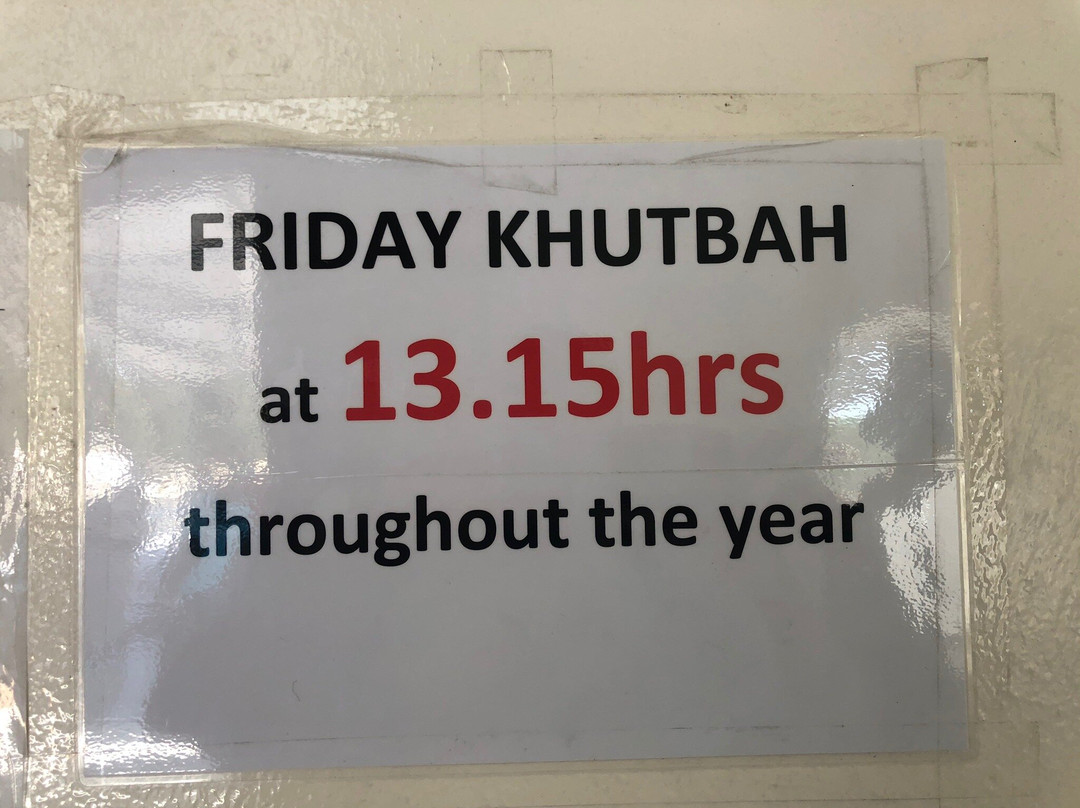 FRIDAY KHUTBAH
at 13.15hrs
throughout the year